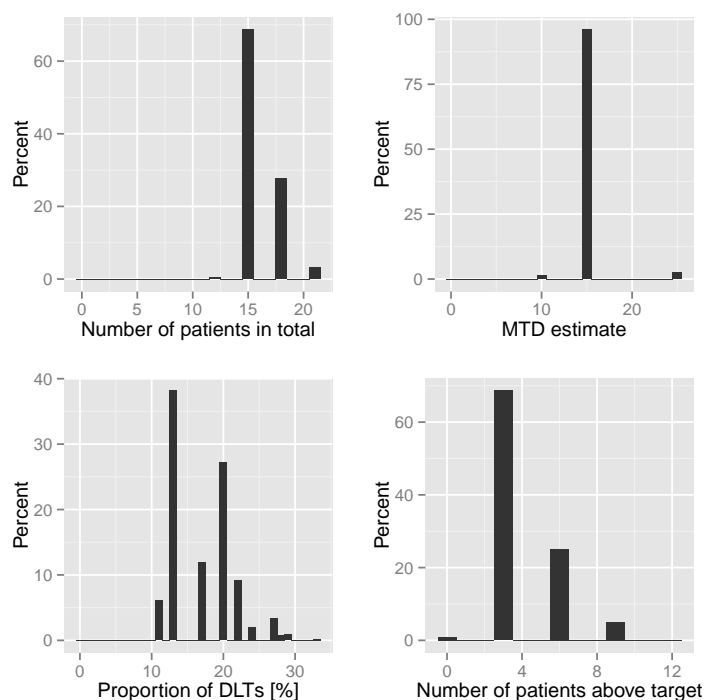 60
40
20
0
Percent
0 5 10 15 20
Number of patients in total
100
75
50
25
0
Percent
0 10 20
MTD estimate
40
30
20
10
0
Percent
0 10 20 30
Proportion of DLTs [%]
60
40
20
0
Percent
0 4 8 12
Number of patients above target